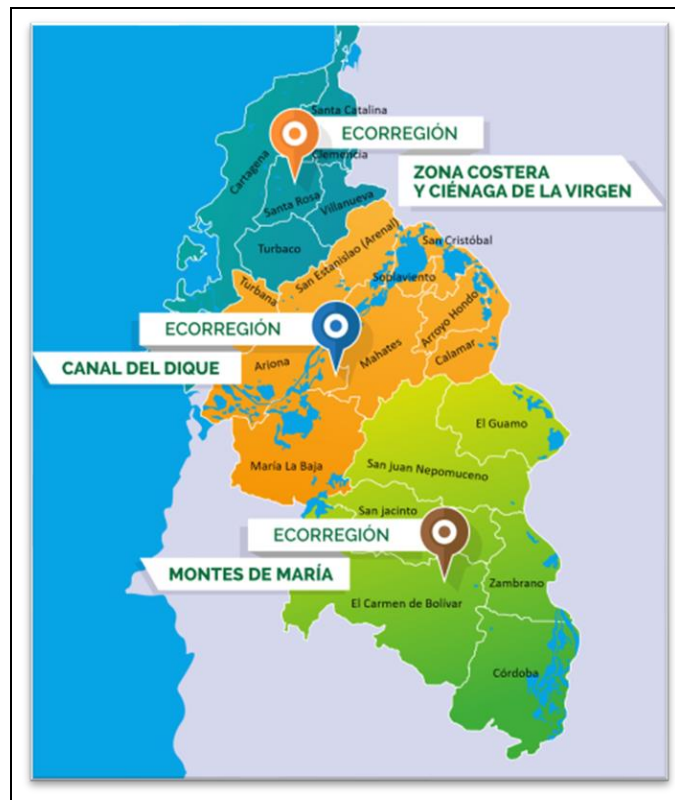 Santa Catalina
ECORREGIÓN
Clemencia
Cartagena
ZONA COSTERA
Y CIÉNAGA DE LA VIRGEN
Santa Rosa
Villanueva
Turbaco
San Estanislao (Arenal)
San Cristóbal
Soplaviento
Turbana
Arroyo Hondo
ECORREGIÓN
Mahates
Calamar
Arjona
CANAL DEL DIQUE
El Guamo
María La Baja
San juan Nepomuceno
San jacinto
ECORREGIÓN
MONTES DE MARÍA
Zambrano
El Carmen de Bolívar
Córdoba